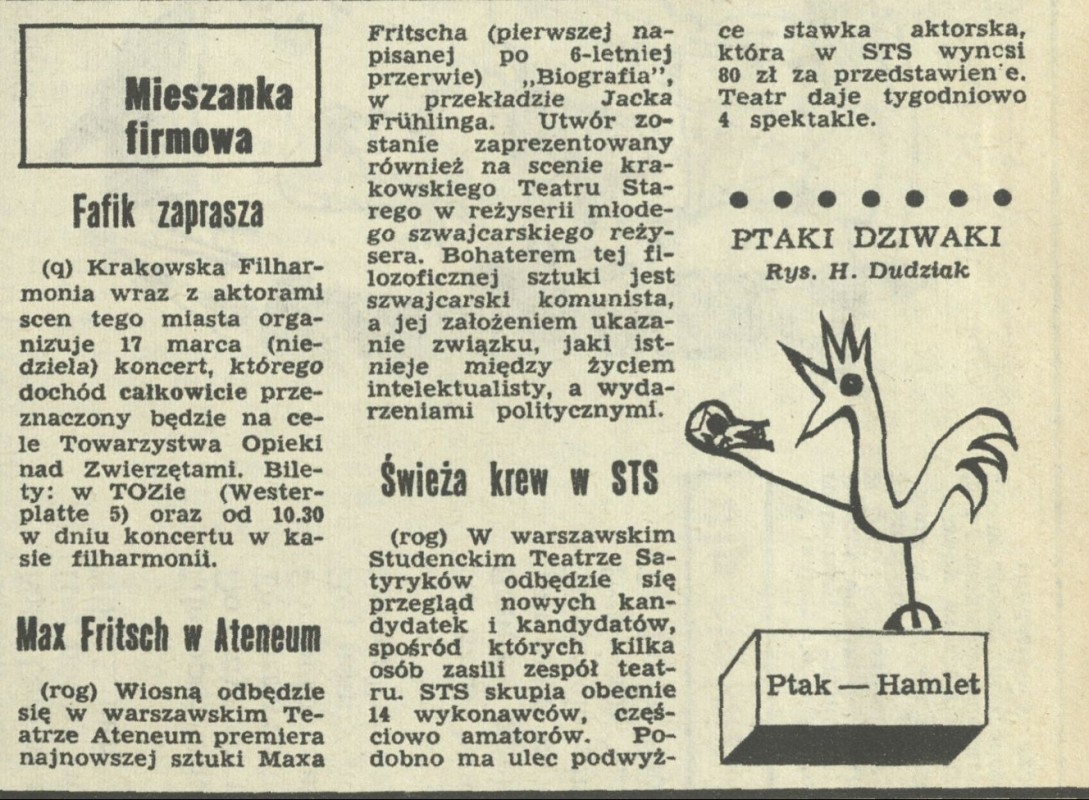 Mieszanka
firmowa
Fafik zaprasza
(q) Krakowska Filhar-
monia wraz z aktorami
scen tego miasta orga-
nizuje 17 marca (nie-
dziela) koncert, którego
dochód całkowicie prze-
znaczony będzie na ce-
le Towarzystwa Opieki
nad Zwierzętami. Bile-
ty: w TOZie (Wester-
platte 5) oraz od 10.30
w dniu koncertu w ka-
sie filharmonii.
Max Fritsch w Ateneum
(rog) Wiosną odbędzie
się w warszawskim Te-
atrze Ateneum premiera
najnowszej sztuki Maxa
Fritscha (pierwszej na-
pisanej po 6-letniej
przerwie) „Biografia”,
w przekładzie Jacka
Frühlinga. Utwór zo-
stanie zaprezentowany
również na scenie kra-
kowskiego Teatru Sta-
rego w reżyserii młode-
go szwajcarskiego reży-
sera. Bohaterem tej fi-
lozoficznej sztuki jest
szwajcarski komunista,
a jej założeniem ukaza-
nie związku, jaki ist-
nieje między życiem
intelektualisty, a wyda-
rzeniami politycznymi.
Świeża krew w STS
(rog) W warszawskim
Studenckim Teatrze Sa-
tyryków odbędzie się
przegląd nowych kan-
dydatek i kandydatów,
spośród których kilka
osób zasili zespół teat-
ru. STS skupia obecnie
14 wykonawców, częś-
ciowo amatorów. Po-
dobno ma ulec podwyż-
ce stawka aktorska,
która w STS wynosi
80 zł za przedstawienie.
Teatr daje tygodniowo
4 spektakle.
PTAKI DZIWAKI
Rys. H. Dudziak
Ptak — Hamlet